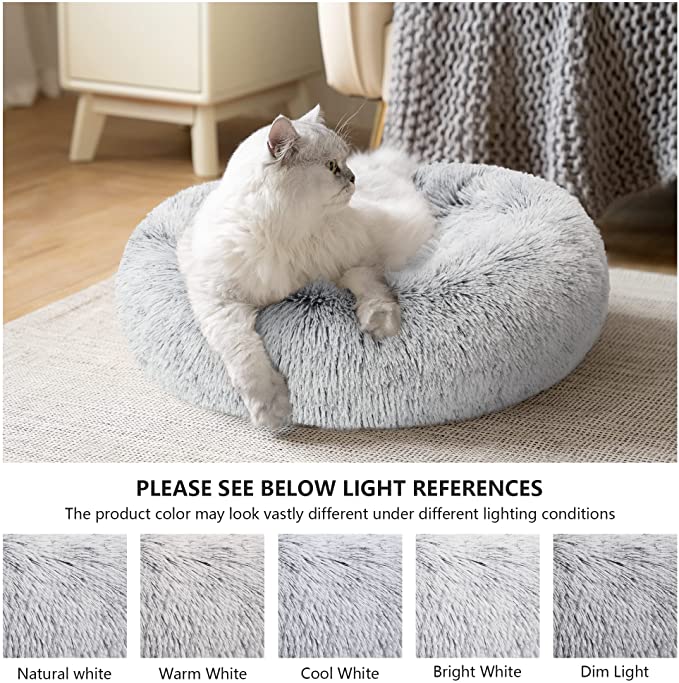 PLEASE SEE BELOW LIGHT REFERENCES
The product color may look vastly different under different lighting conditions
Natural white
Warm White
Cool White
Bright White
Dim Light